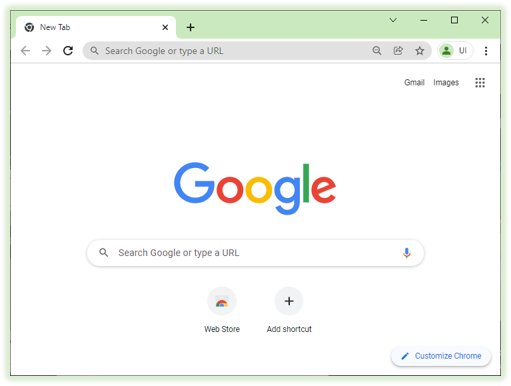 New Tab
Search Google or type a URL
UI
Gmail Images
Google
Search Google or type a URL
Web Store Add shortcut
Customize Chrome